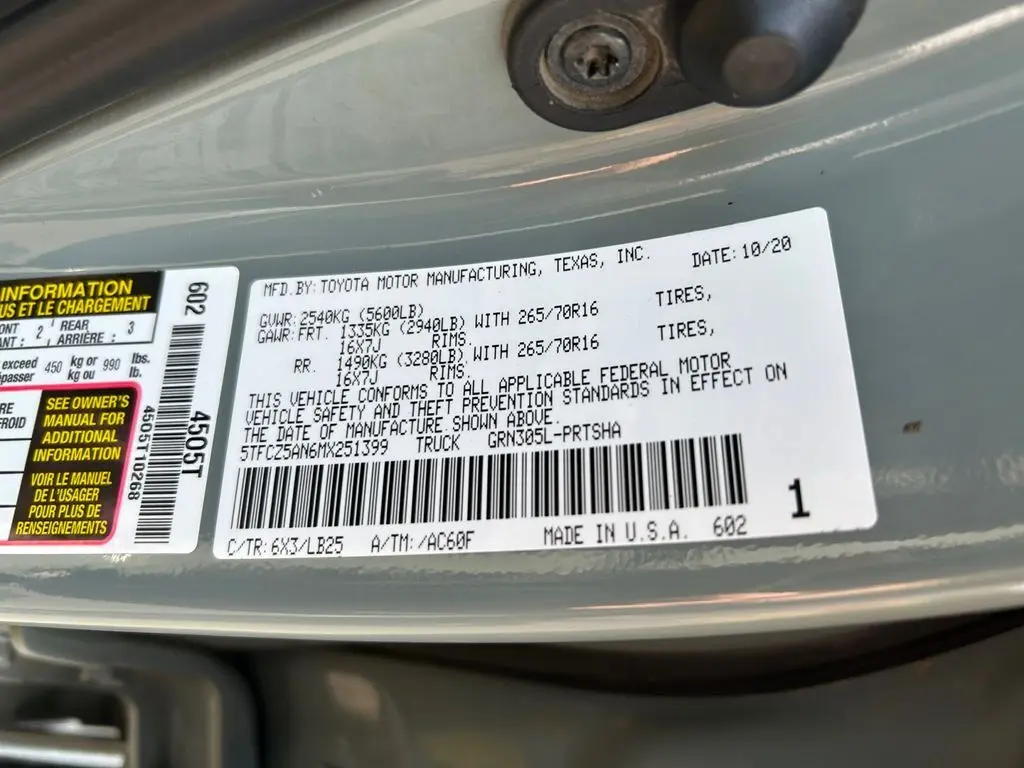 INFORMATION
US ET LE CHARGEMENT
ONT 2 REAR 3
ANT : ARRIÈRE :
exceed 450 kg or 990 lbs.
épasser kg ou lb.
RE
FROID
SEE OWNER'S
MANUAL FOR
ADDITIONAL
INFORMATION
VOIR LE MANUEL
DE L'USAGER
POUR PLUS DE
RENSEIGNEMENTS
602
4505T
4505T10268
MFD.BY:TOYOTA MOTOR MANUFACTURING, TEXAS, INC. DATE:10/20
GVWR:2540KG (5600LB)
GAWR:FRT. 1335KG (2940LB) WITH 265/70R16 TIRES,
16X7J RIMS.
RR. 1490KG (3280LB) WITH 265/70R16 TIRES,
16X7J RIMS.
THIS VEHICLE CONFORMS TO ALL APPLICABLE FEDERAL MOTOR
VEHICLE SAFETY AND THEFT PREVENTION STANDARDS IN EFFECT ON
THE DATE OF MANUFACTURE SHOWN ABOVE.
5TFCZ5AN6MX251399 TRUCK GRN305L-PRTSHA
1
C/TR:6X3/LB25 A/TM:/AC60F MADE IN U.S.A. 602